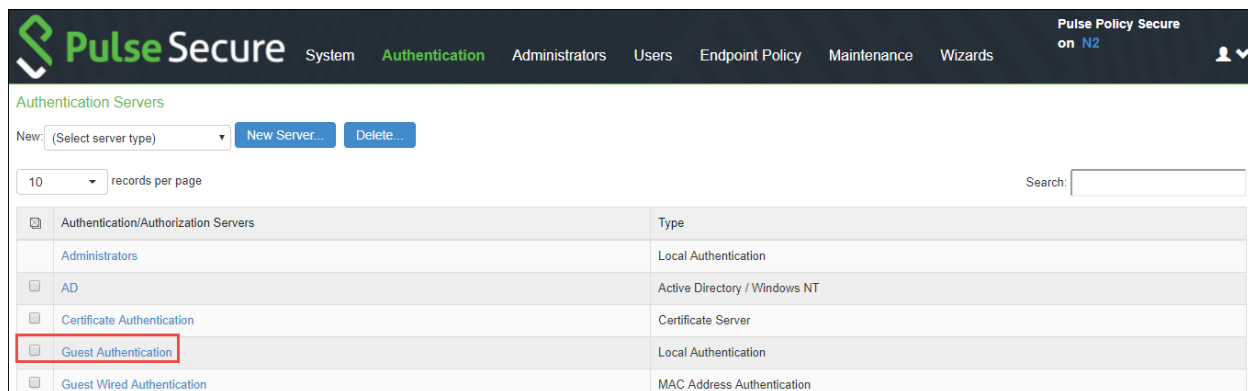 Pulse Secure System Authentication Administrators Users Endpoint Policy Maintenance Wizards
Pulse Policy Secure
on N2
Authentication Servers
New: (Select server type) New Server... Delete...
10 records per page Search:
Authentication/Authorization Servers Type
Administrators Local Authentication
AD Active Directory / Windows NT
Certificate Authentication Certificate Server
Guest Authentication Local Authentication
Guest Wired Authentication MAC Address Authentication